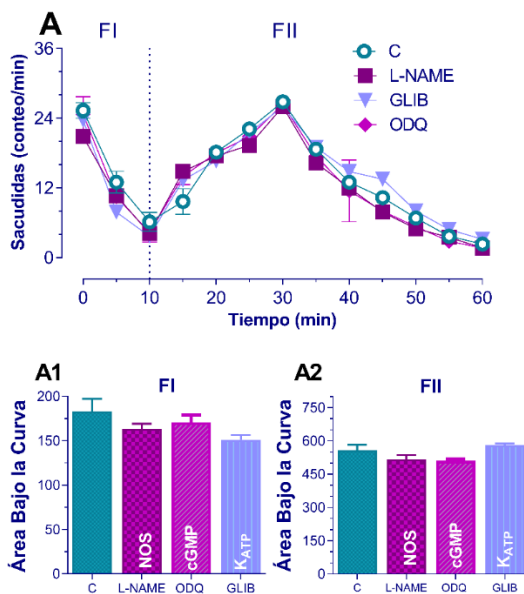 A
FI
FII
C
L-NAME
GLIB
ODQ
Sacudidas (conteo/min)
36
24
12
0
0 10 20 30 40 50 60
Tiempo (min)
A1
FI
Área Bajo la Curva
200
150
100
50
0
NOS
cGMP
KATP
C L-NAME ODQ GLIB
A2
FII
Área Bajo la Curva
750
600
450
300
150
0
NOS
cGMP
KATP
C L-NAME ODQ GLIB